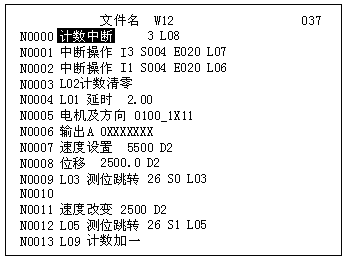 文件名 W12 037
N0000 计数中断 3 L08
N0001 中断操作 I3 S004 E020 L07
N0002 中断操作 I1 S004 E020 L06
N0003 L02计数清零
N0004 L01 延时 2.00
N0005 电机及方向 0100_1X11
N0006 输出A 0XXXXXXX
N0007 速度设置 5500 D2
N0008 位移 2500.0 D2
N0009 L03 测位跳转 26 S0 L03
N0010
N0011 速度改变 2500 D2
N0012 L05 测位跳转 26 S1 L05
N0013 L09 计数加一